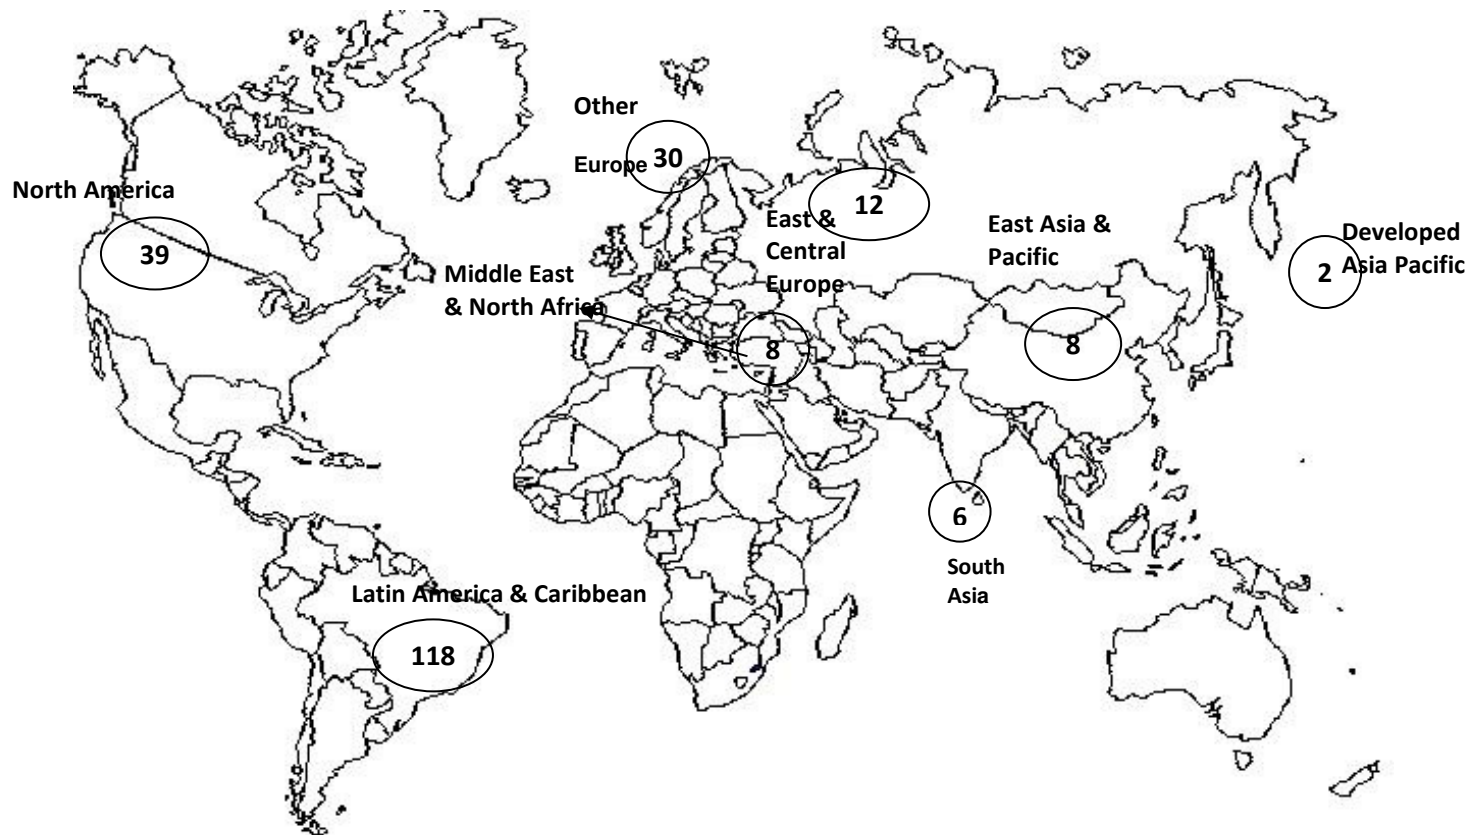 Other
Europe 30
North America
39
12
East &
Central
Europe
East Asia &
Pacific
Developed
Asia Pacific
2
Middle East
& North Africa
8
8
6
South
Asia
Latin America & Caribbean
118